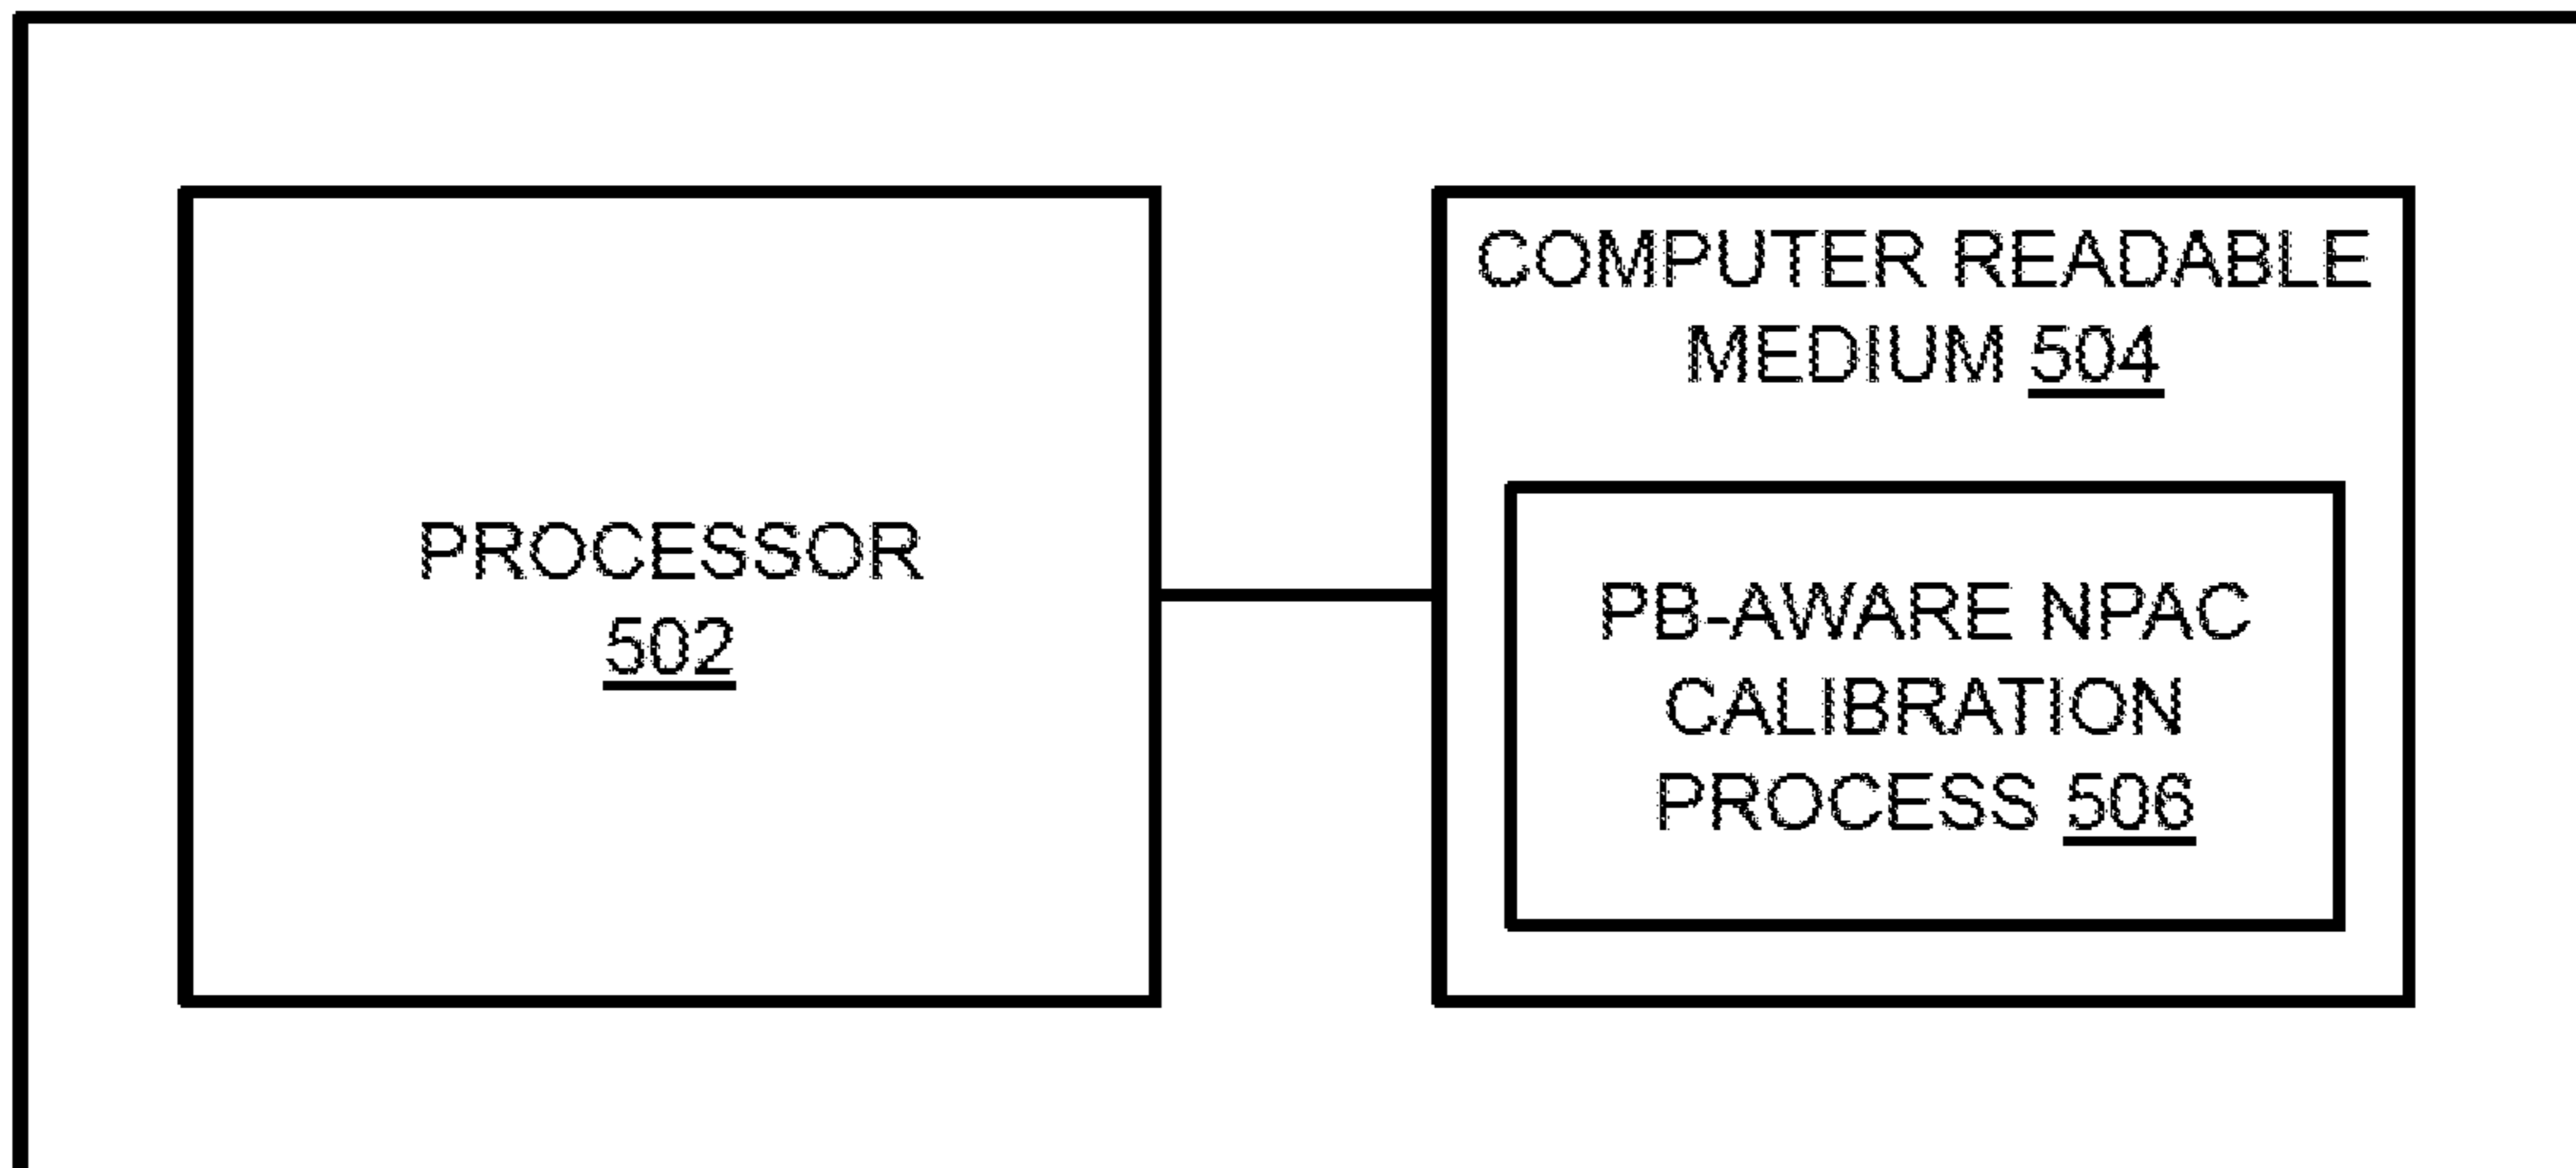 PROCESSOR
502
COMPUTER READABLE
MEDIUM 504
PB-AWARE NPAC
CALIBRATION
PROCESS 506